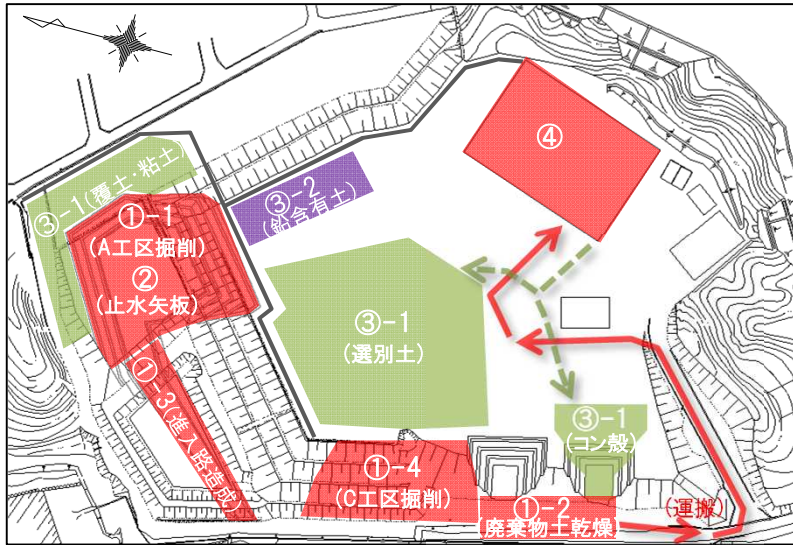 ④
③-2
(鉛含有土)
③-1(覆土・粘土)
①-1
(A工区掘削)
②
(止水矢板)
③-1
(選別土)
①-3(進入路造成)
③-1
(コン殻)
①-4
(C工区掘削)
①-2
(廃棄物土乾燥)
(運搬)